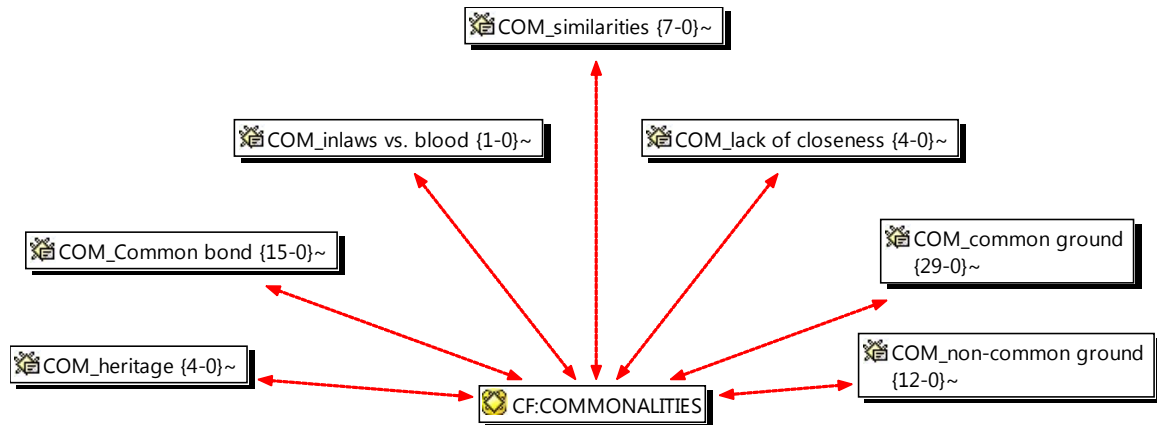 COM_similarities {7-0}~
COM_inlaws vs. blood {1-0}~
COM_lack of closeness {4-0}~
COM_Common bond {15-0}~
COM_common ground
{29-0}~
COM_heritage {4-0}~
COM_non-common ground
{12-0}~
CF:COMMONALITIES